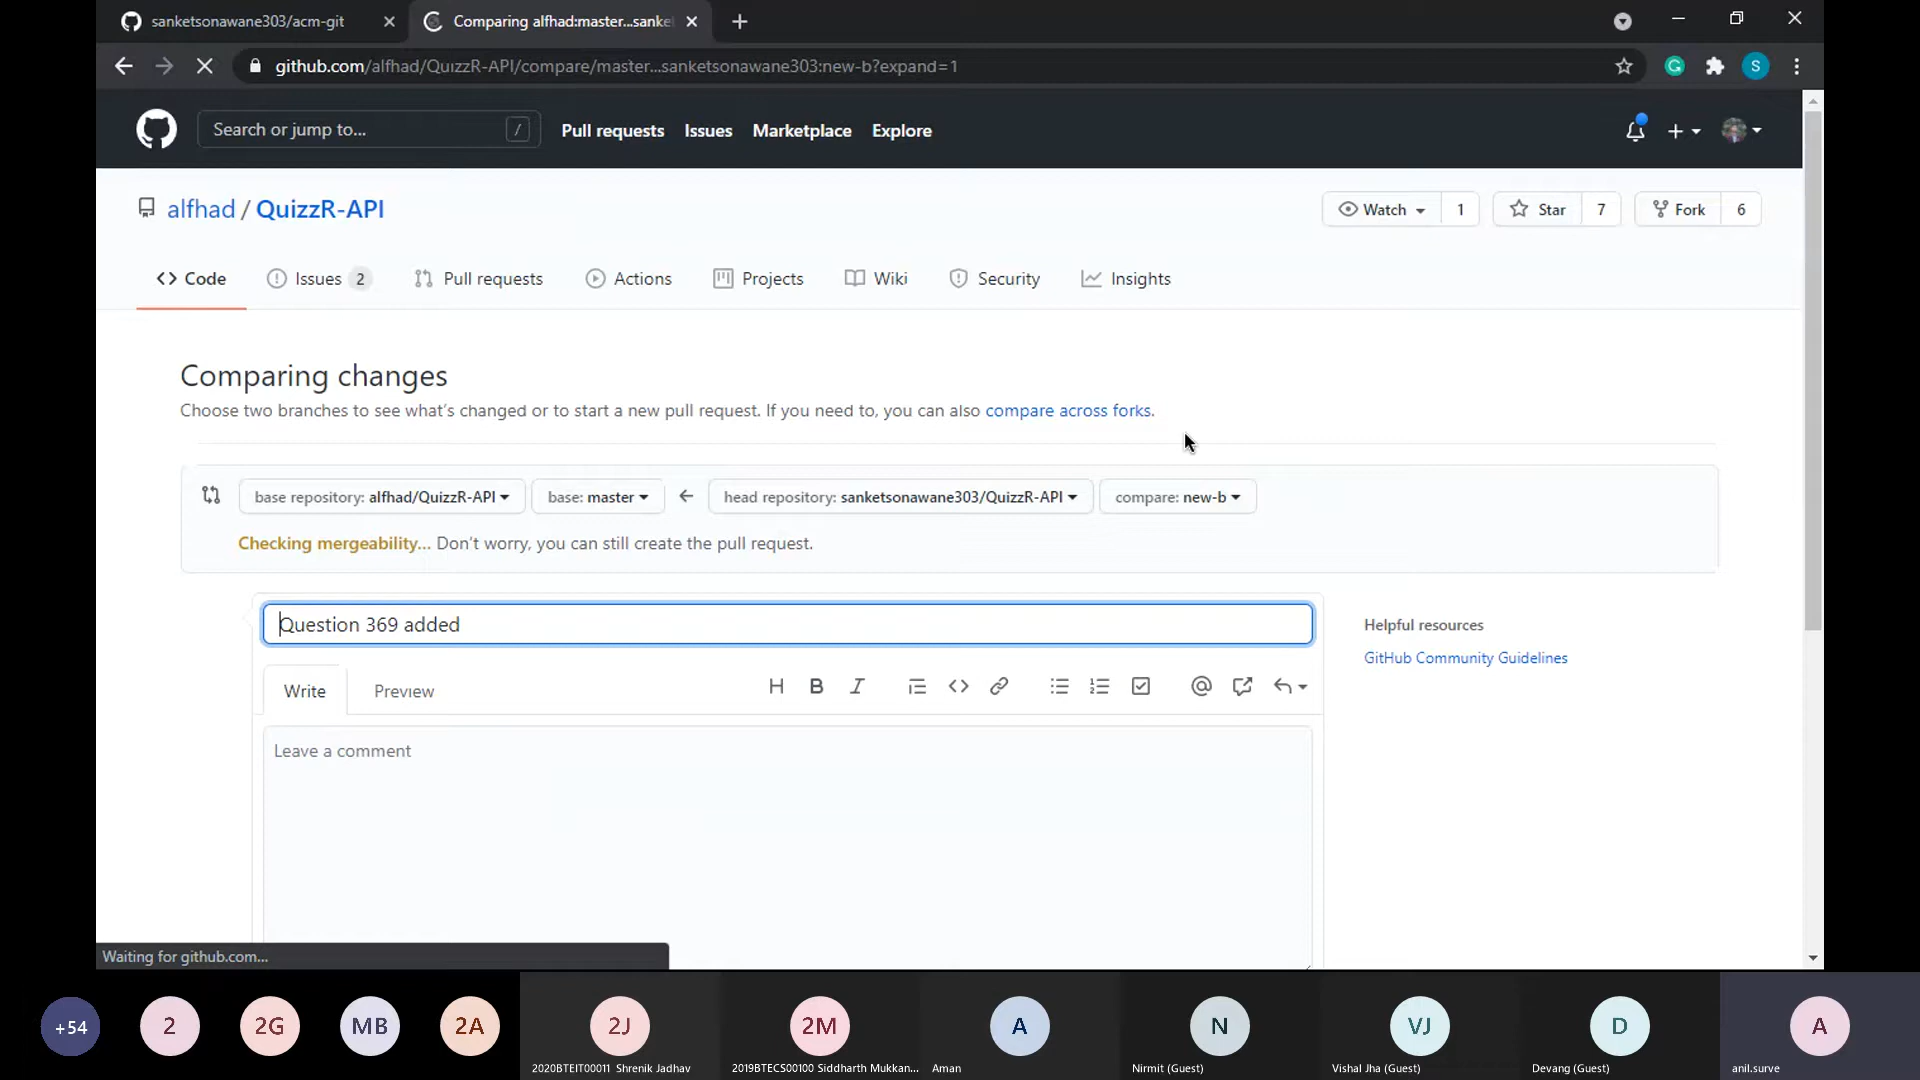 sanketsonawane303/acm-git
Comparing alfhad:master...sanke
github.com/alfhad/QuizzR-API/compare/master...sanketsonawane303:new-b?expand=1
G
S
Search or jump to...
/
Pull requests
Issues
Marketplace
Explore
alfhad / QuizzR-API
Watch 1
Star 7
Fork 6
Code
Issues 2
Pull requests
Actions
Projects
Wiki
Security
Insights
Comparing changes
Choose two branches to see what's changed or to start a new pull request. If you need to, you can also compare across forks.
base repository: alfhad/QuizzR-API
base: master
head repository: sanketsonawane303/QuizzR-API
compare: new-b
Checking mergeability... Don't worry, you can still create the pull request.
Question 369 added
Helpful resources
GitHub Community Guidelines
Write
Preview
H B I
Leave a comment
Waiting for github.com...
+54
2
2G
MB
2A
2J
2M
A
N
VJ
D
A
2020BTEIT00011 Shrenik Jadhav
2019BTECS00100 Siddharth Mukkan...
Aman
Nirmit (Guest)
Vishal Jha (Guest)
Devang (Guest)
anil.surve